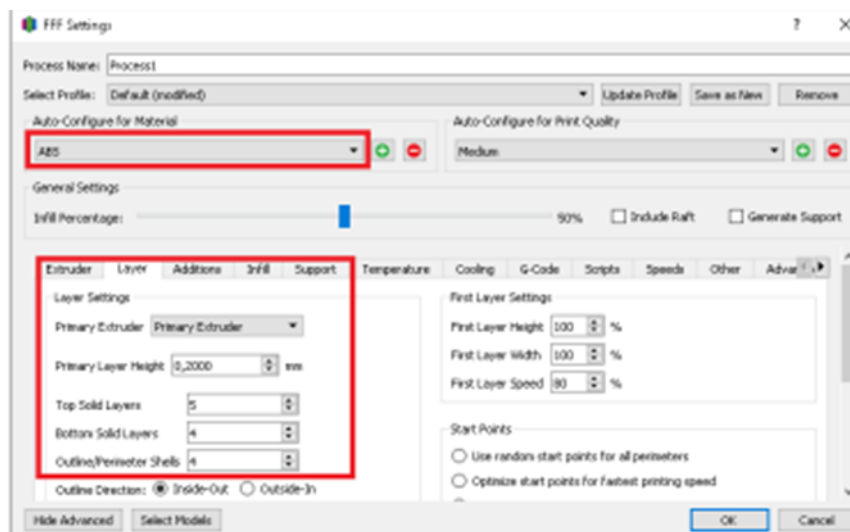 FFF Settings ? X
Process Name: Process1
Select Profile: Default (modified) Update Profile Save as New Remove
Auto-Configure for Material Auto-Configure for Print Quality
ABS Medium
General Settings
Infill Percentage: 50% Include Raft Generate Support
Extruder Layer Additions Infill Support Temperature Cooling G-Code Scripts Speeds Other
Layer Settings First Layer Settings
Primary Extruder Primary Extruder First Layer Height 100 %
Primary Layer Height 0,2000 mm First Layer Width 100 %
First Layer Speed 80 %
Top Solid Layers 5
Bottom Solid Layers 4 Start Points
Outline/Perimeter Shells 4 Use random start points for all perimeters
Outline Direction: Inside-Out Outside-In Optimize start points for fastest printing speed
Hide Advanced Select Models OK Cancel